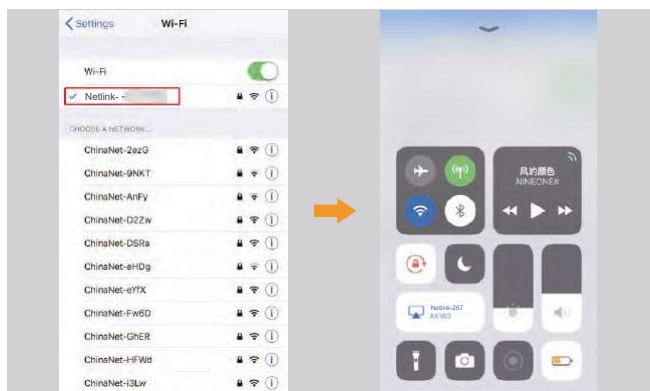 Settings
Wi-Fi
Wi-Fi
Netlink-
CHOOSE A NETWORK...
ChinaNet-2ezG
ChinaNet-9NKT
ChinaNet-AnFy
ChinaNet-D2Zw
ChinaNet-DSRa
ChinaNet-eHDg
ChinaNet-eYfX
ChinaNet-Fw6D
ChinaNet-GhER
ChinaNet-HFWd
ChinaNet-i3Lw
风的颜色
NINEONE#
Netlink-267